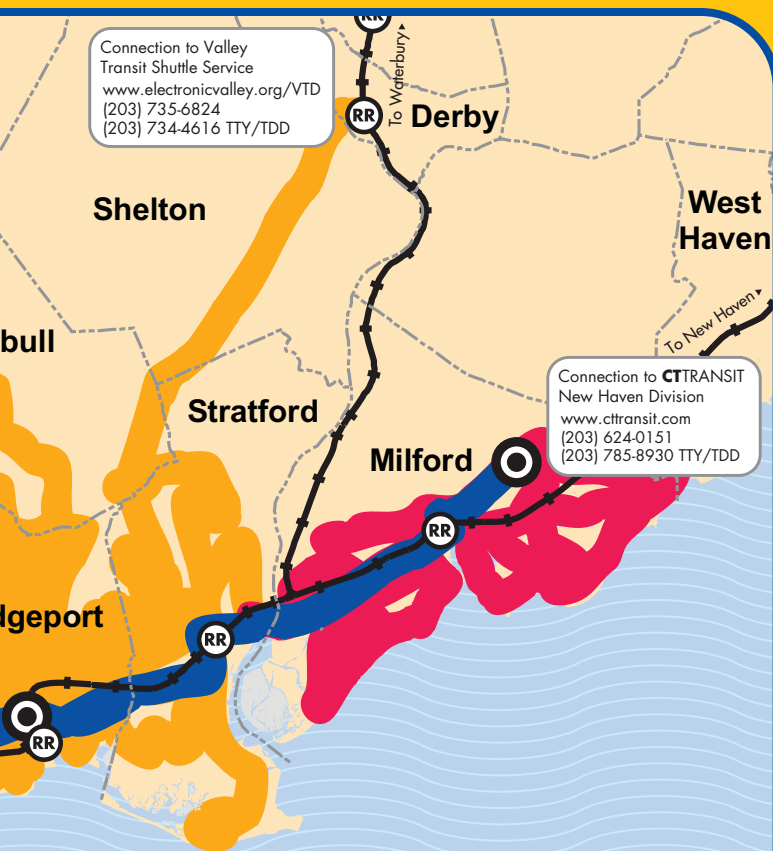 RR
Connection to Valley
Transit Shuttle Service
www.electronicvalley.org/VTD
(203) 735-6824
(203) 734-4616 TTY/TDD
To Waterbury
RR
Derby
Shelton
West
Haven
To New Haven
bull
Connection to CTTRANSIT
New Haven Division
www.cttransit.com
(203) 624-0151
(203) 785-8930 TTY/TDD
Stratford
Milford
RR
dgeport
RR
RR